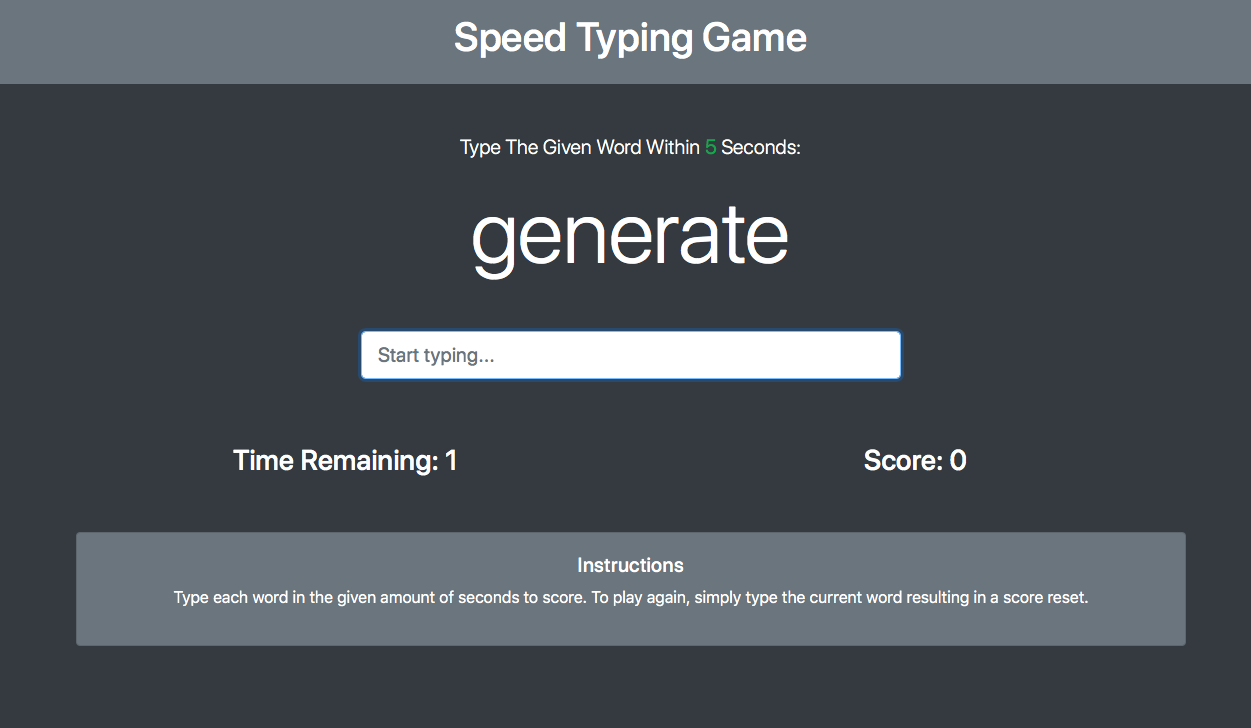 Speed Typing Game
Type The Given Word Within 5 Seconds:
generate
Start typing...
Time Remaining: 1
Score: 0
Instructions
Type each word in the given amount of seconds to score. To play again, simply type the current word resulting in a score reset.